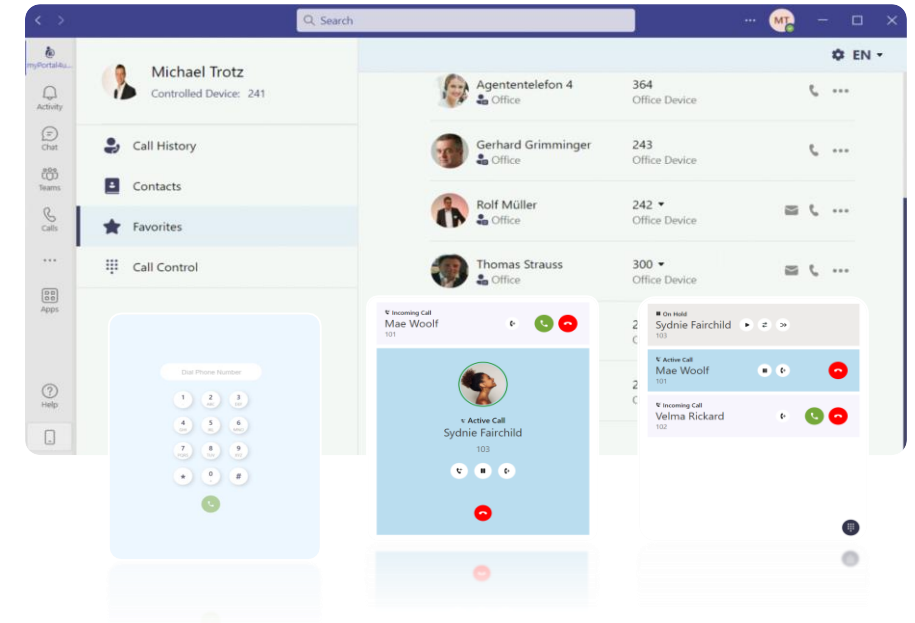 Search
MT
myPortal4u...
EN
Activity
Chat
Teams
Calls
Apps
Help
Michael Trotz
Controlled Device: 241
Call History
Contacts
Favorites
Call Control
Agententelefon 4
Office
364
Office Device
Gerhard Grimminger
Office
243
Office Device
Rolf Müller
Office
242
Office Device
Thomas Strauss
Office
300
Office Device
2
2
Dial Phone Number
1 2 3
4 5 6
7 8 9
* 0 #
Incoming Call
Mae Woolf
101
Active Call
Sydnie Fairchild
103
On Hold
Sydnie Fairchild
103
Active Call
Mae Woolf
101
Incoming Call
Velma Rickard
102